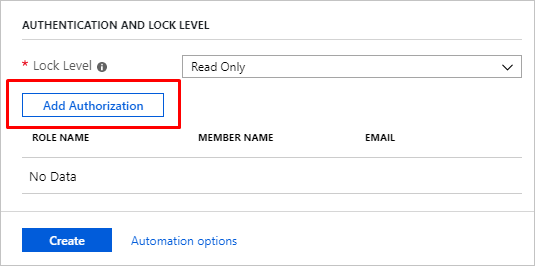 AUTHENTICATION AND LOCK LEVEL
* Lock Level Read Only
Add Authorization
ROLE NAME MEMBER NAME EMAIL
No Data
Create Automation options